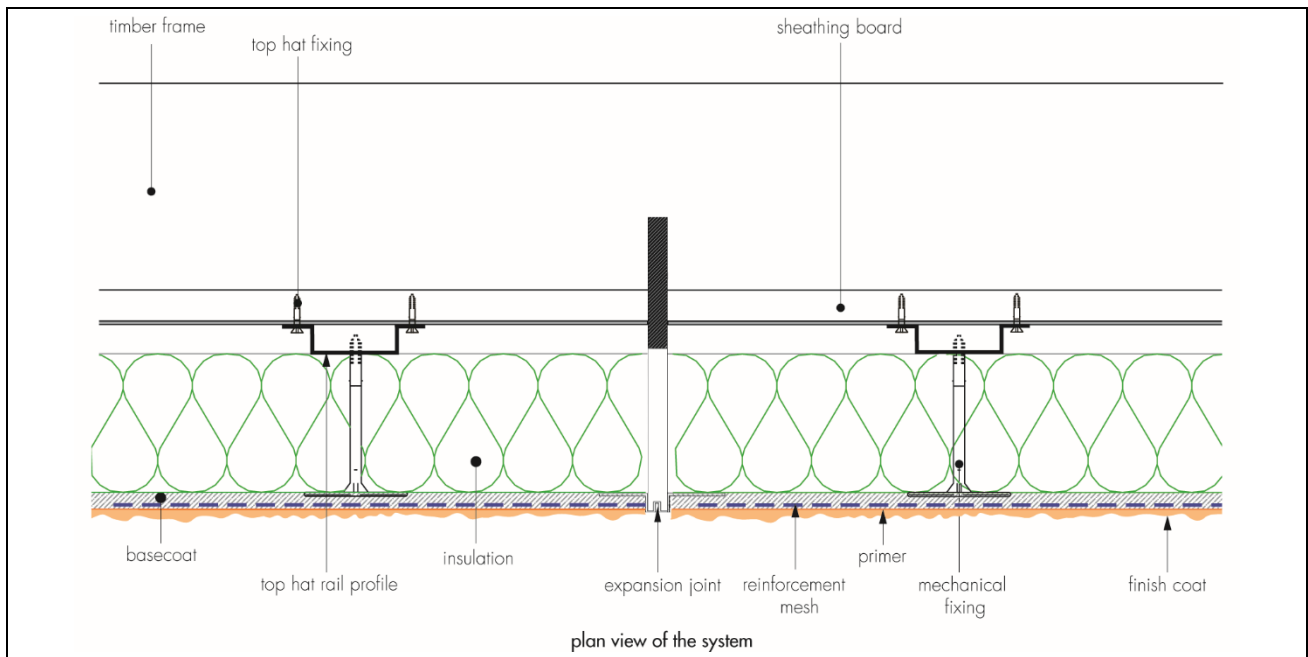 timber frame
top hat fixing
sheathing board
basecoat
top hat rail profile
insulation
expansion joint
reinforcement
mesh
primer
mechanical
fixing
finish coat
plan view of the system